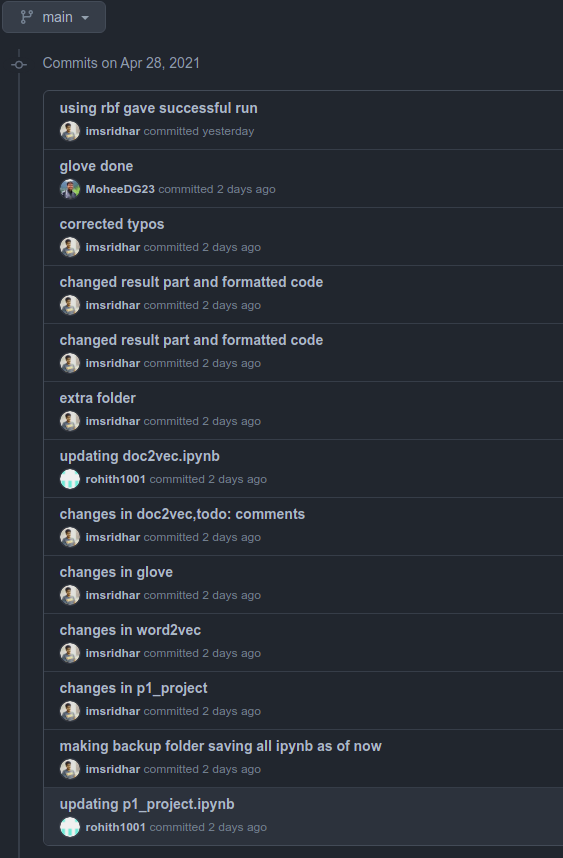 main
Commits on Apr 28, 2021
using rbf gave successful run
imsridhar committed yesterday
glove done
MoheeDG23 committed 2 days ago
corrected typos
imsridhar committed 2 days ago
changed result part and formatted code
imsridhar committed 2 days ago
changed result part and formatted code
imsridhar committed 2 days ago
extra folder
imsridhar committed 2 days ago
updating doc2vec.ipynb
rohith1001 committed 2 days ago
changes in doc2vec,todo: comments
imsridhar committed 2 days ago
changes in glove
imsridhar committed 2 days ago
changes in word2vec
imsridhar committed 2 days ago
changes in p1_project
imsridhar committed 2 days ago
making backup folder saving all ipynb as of now
imsridhar committed 2 days ago
updating p1_project.ipynb
rohith1001 committed 2 days ago